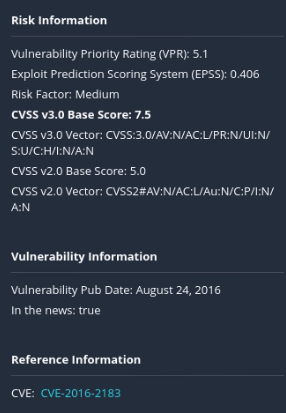 Risk Information
Vulnerability Priority Rating (VPR): 5.1
Exploit Prediction Scoring System (EPSS): 0.406
Risk Factor: Medium
CVSS v3.0 Base Score: 7.5
CVSS v3.0 Vector: CVSS:3.0/AV:N/AC:L/PR:N/UI:N/
S:U/C:H/I:N/A:N
CVSS v2.0 Base Score: 5.0
CVSS v2.0 Vector: CVSS2#AV:N/AC:L/Au:N/C:P/I:N/
A:N
Vulnerability Information
Vulnerability Pub Date: August 24, 2016
In the news: true
Reference Information
CVE: CVE-2016-2183